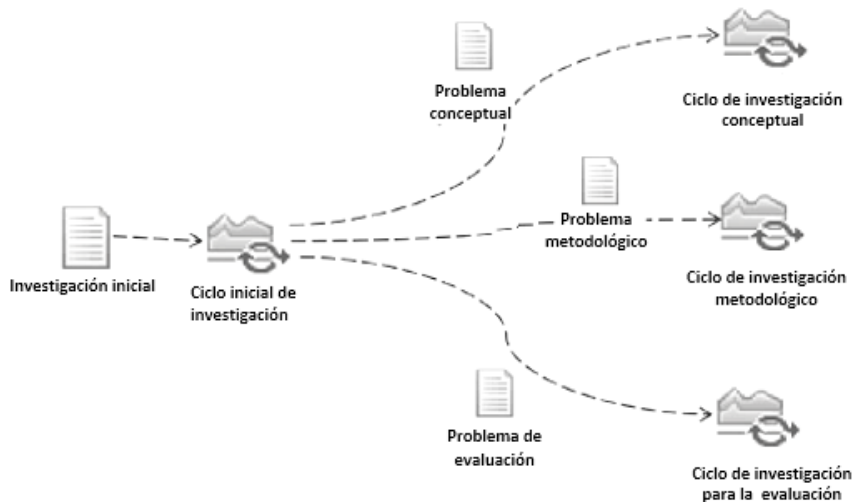 Problema
conceptual
Ciclo de investigación
conceptual
Problema
metodológico
Investigación inicial
Ciclo inicial de
investigación
Ciclo de investigación
metodológico
Problema de
evaluación
Ciclo de investigación
para la evaluación